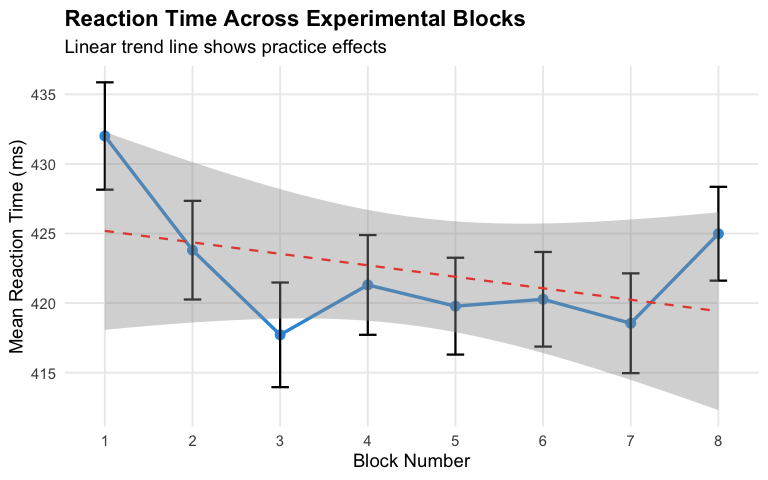 Reaction Time Across Experimental Blocks
Linear trend line shows practice effects
Mean Reaction Time (ms)
435
430
425
420
415
1 2 3 4 5 6 7 8
Block Number